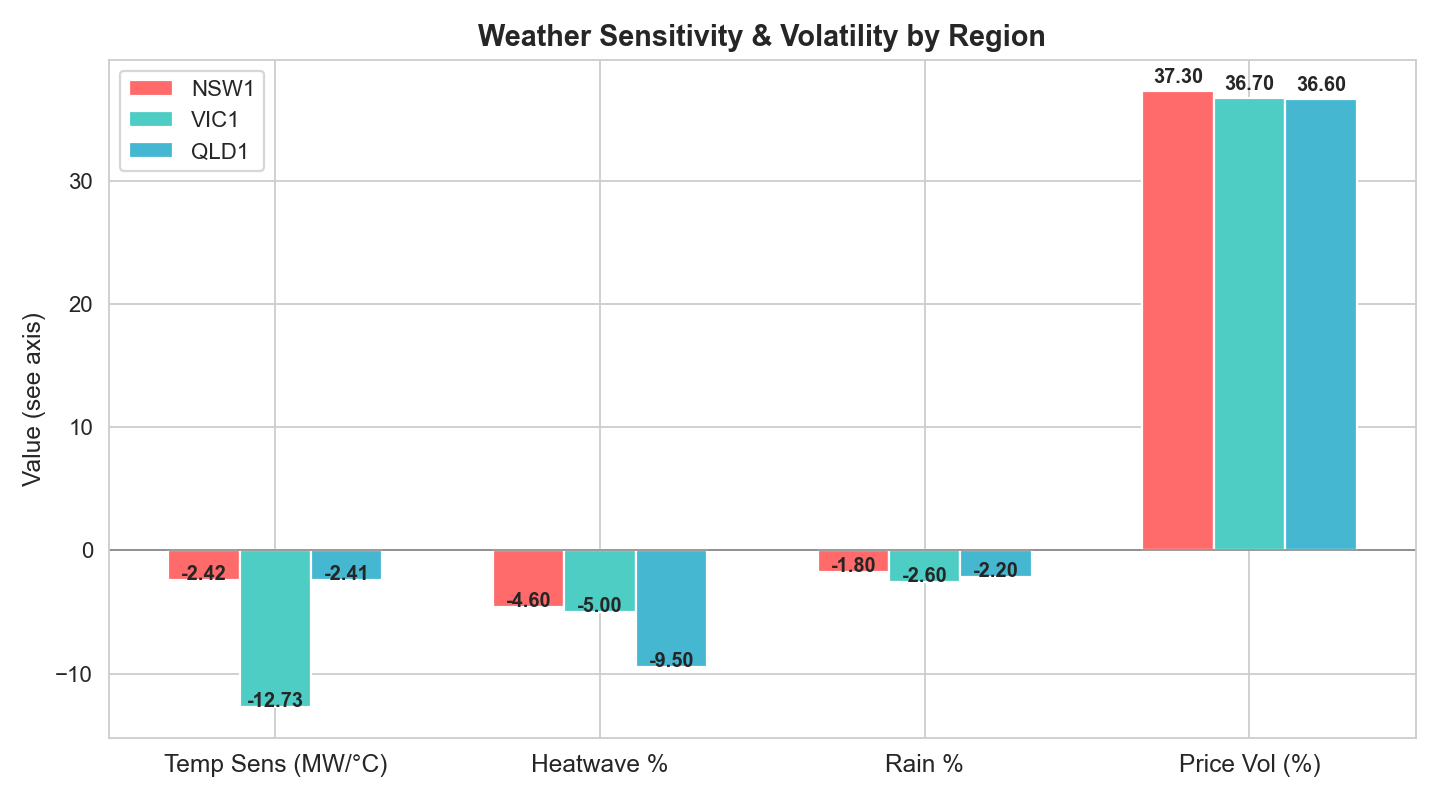 Weather Sensitivity & Volatility by Region
NSW1
VIC1
QLD1
Value (see axis)
30
20
10
0
−10
-2.42
-12.73
-2.41
-4.60
-5.00
-9.50
-1.80
-2.60
-2.20
37.30
36.70
36.60
Temp Sens (MW/°C)
Heatwave %
Rain %
Price Vol (%)